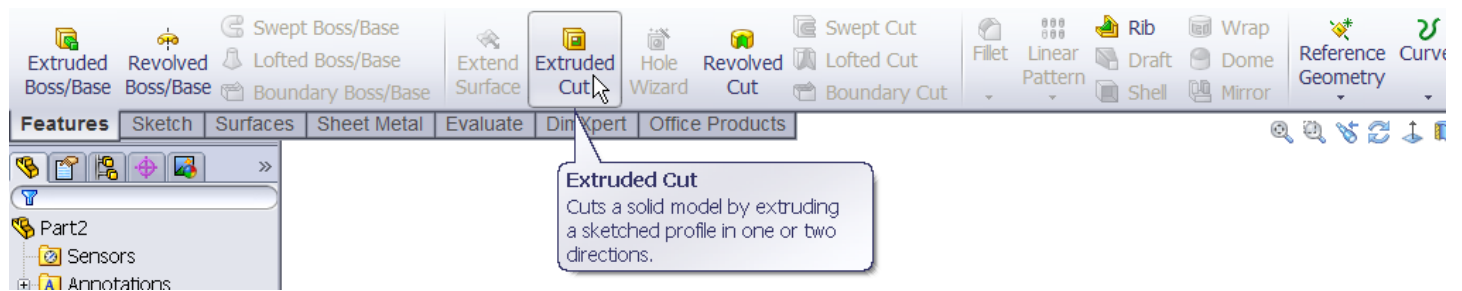 Extruded Boss/Base
Revolved Boss/Base
Swept Boss/Base
Lofted Boss/Base
Boundary Boss/Base
Extend Surface
Extruded Cut
Hole Wizard
Revolved Cut
Swept Cut
Lofted Cut
Boundary Cut
Fillet
Linear Pattern
Rib
Draft
Shell
Wrap
Dome
Mirror
Reference Geometry
Curve
Features Sketch Surfaces Sheet Metal Evaluate DimXpert Office Products
Extruded Cut
Cuts a solid model by extruding
a sketched profile in one or two
directions.
Part2
Sensors
A Annotations